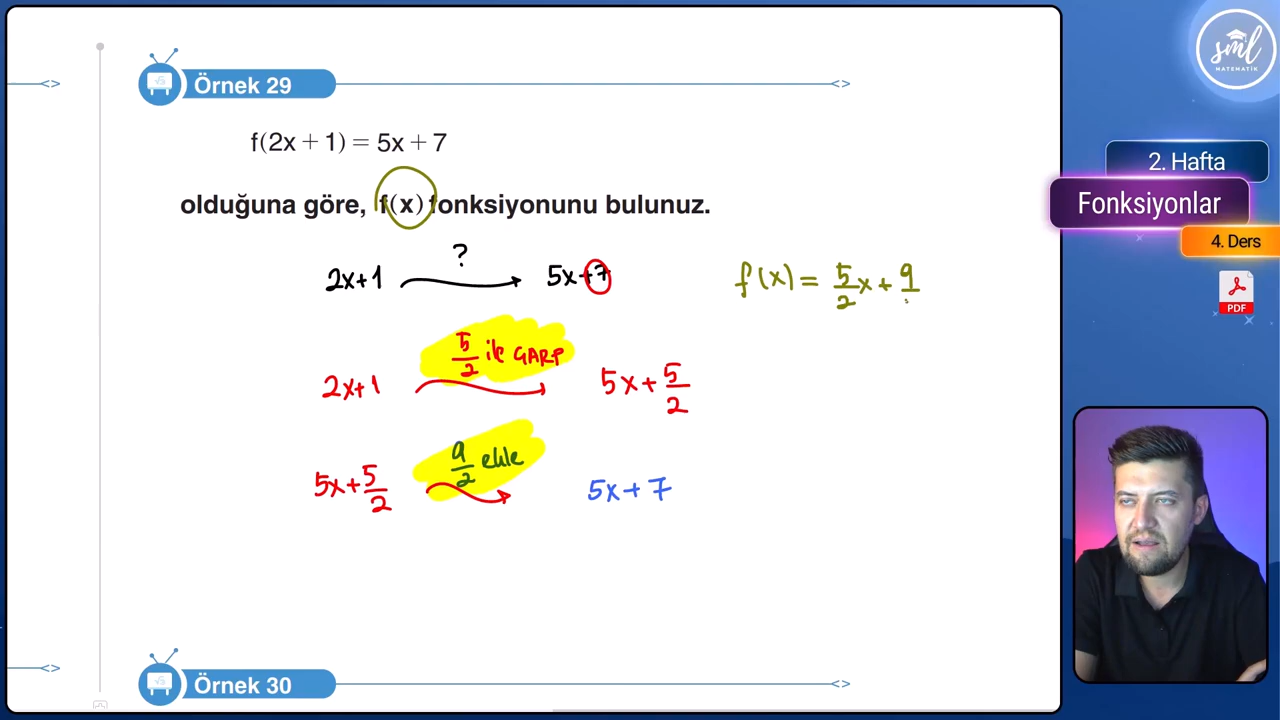 sml
MATEMATİK
Örnek 29
f(2x + 1) = 5x + 7
2. Hafta
Fonksiyonlar
4. Ders
PDF
olduğuna göre, f(x) fonksiyonunu bulunuz.
?
2x+1 → 5x+7
f(x) = 5/2 x + 9/
5/2 ile ÇARP
2x+1 → 5x + 5/2
9/2 ekle
5x + 5/2 → 5x + 7
Örnek 30